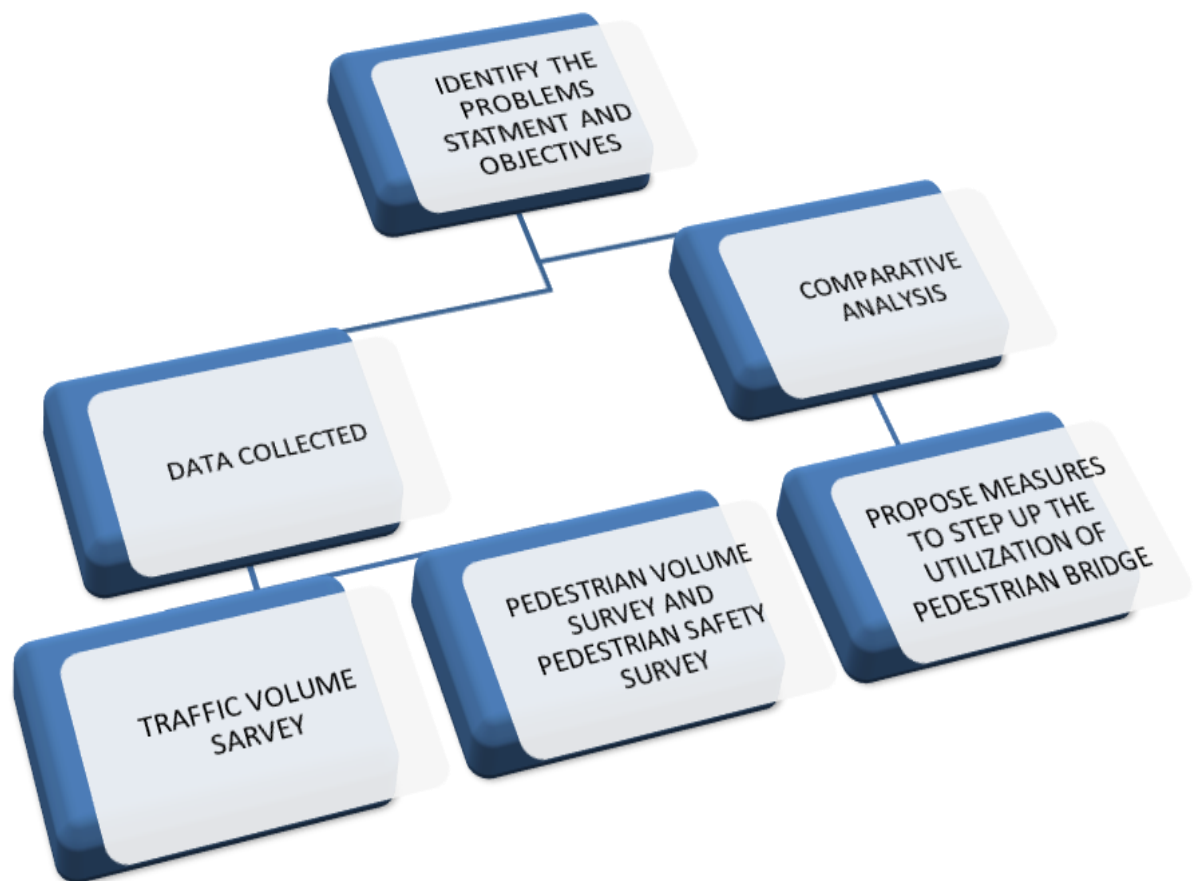 IDENTIFY THE
PROBLEMS
STATMENT AND
OBJECTIVES
COMPARATIVE
ANALYSIS
DATA COLLECTED
PROPOSE MEASURES
TO STEP UP THE
UTILIZATION OF
PEDESTRIAN BRIDGE
PEDESTRIAN VOLUME
SURVEY AND
PEDESTRIAN SAFETY
SURVEY
TRAFFIC VOLUME
SARVEY